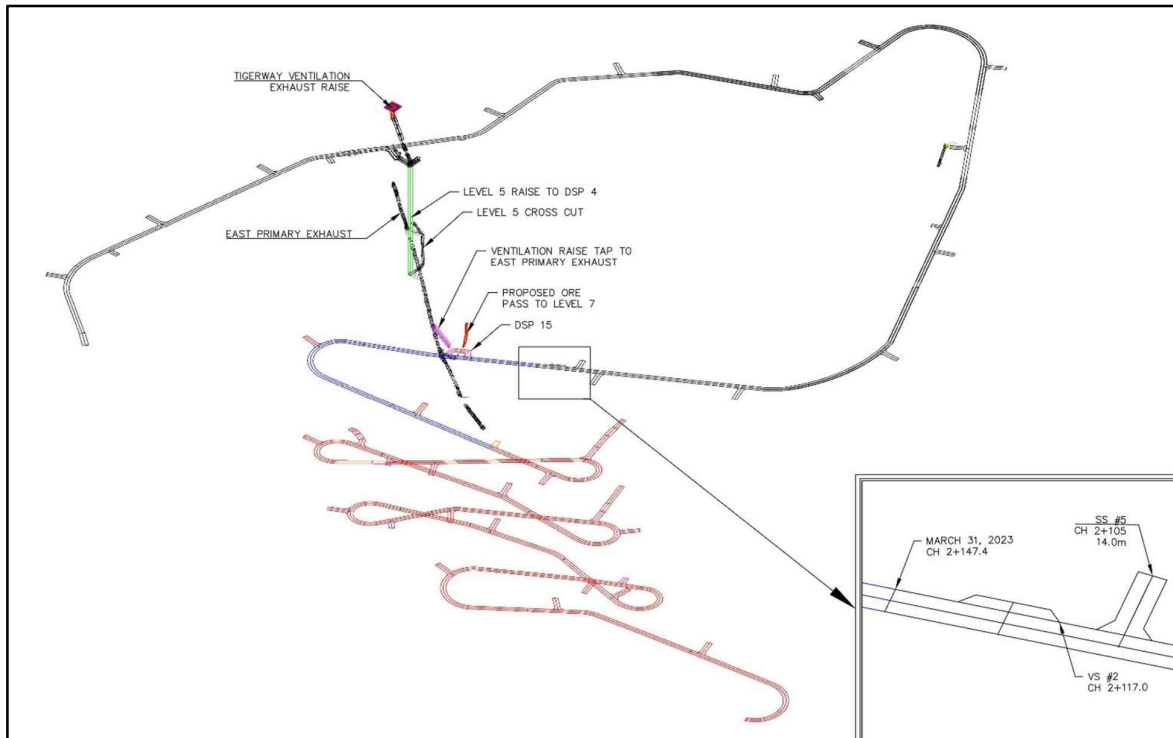 TIGERWAY VENTILATION
EXHAUST RAISE
LEVEL 5 RAISE TO DSP 4
LEVEL 5 CROSS CUT
EAST PRIMARY EXHAUST
VENTILATION RAISE TAP TO
EAST PRIMARY EXHAUST
PROPOSED ORE
PASS TO LEVEL 7
DSP 15
SS #5
CH 2+105
14.0m
MARCH 31, 2023
CH 2+147.4
VS #2
CH 2+117.0